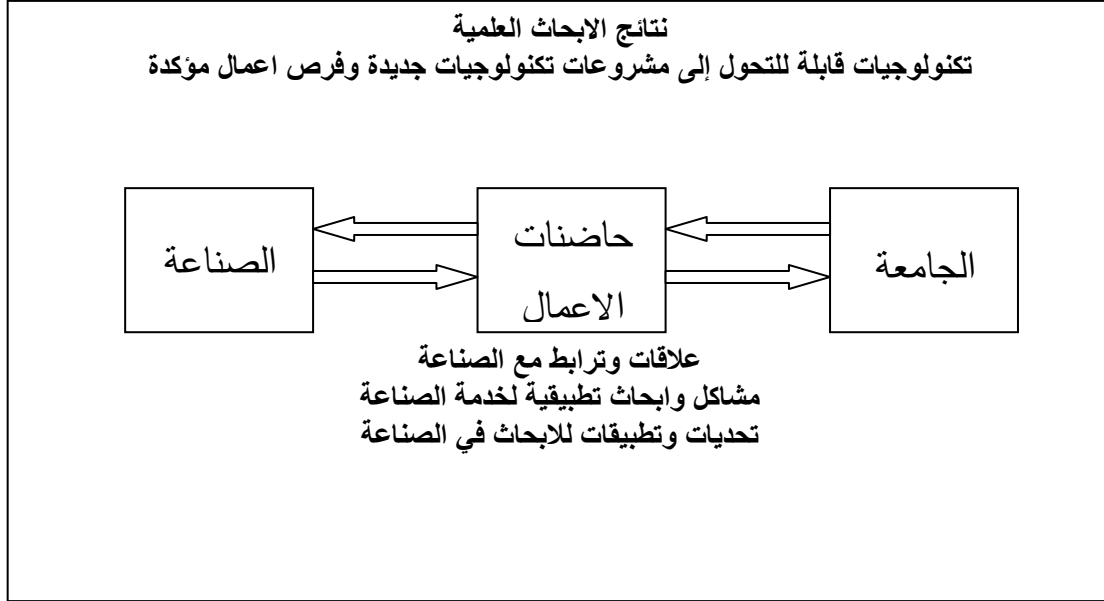 نتائج الابحاث العلمية
تكنولوجيات قابلة للتحول إلى مشروعات تكنولوجيات جديدة وفرص اعمال مؤكدة
الجامعة
حاضنات
الاعمال
الصناعة
علاقات وترابط مع الصناعة
مشاكل وابحاث تطبيقية لخدمة الصناعة
تحديات وتطبيقات للابحاث في الصناعة